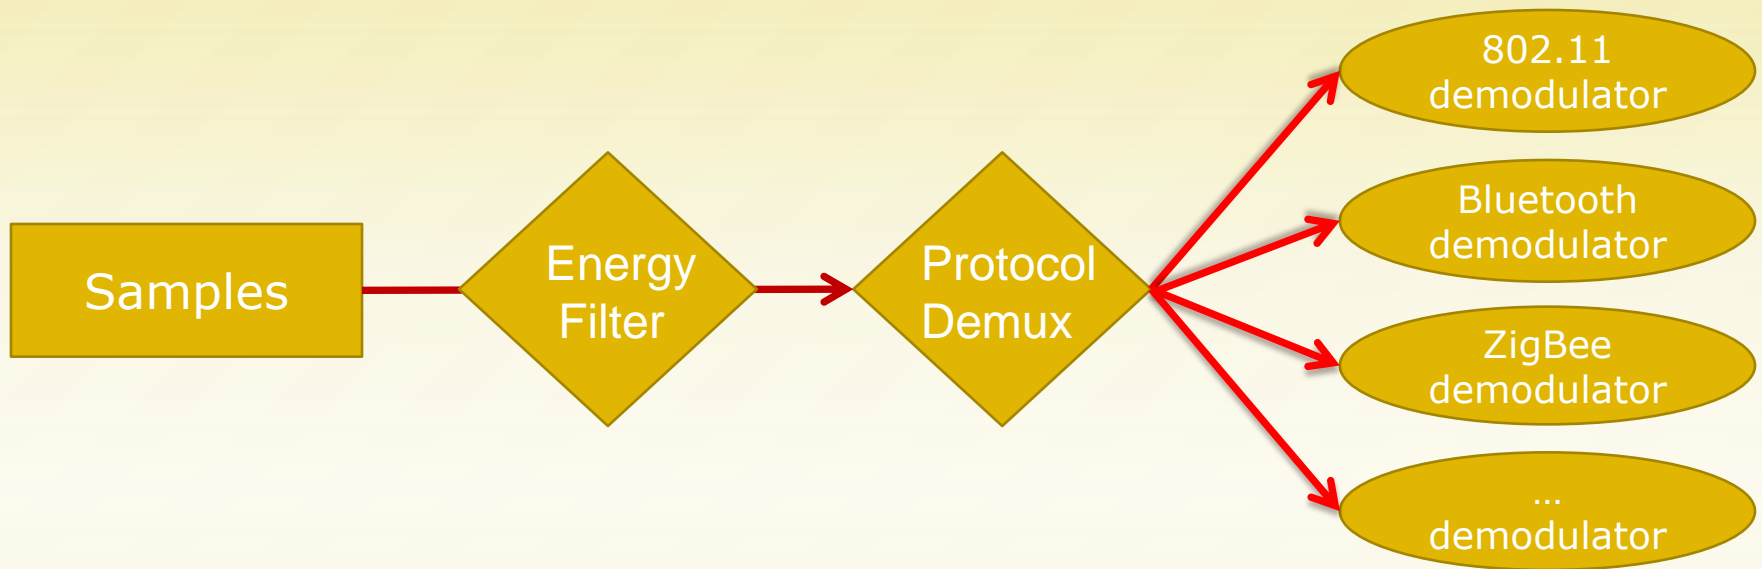 Samples
Energy
Filter
Protocol
Demux
802.11
demodulator
Bluetooth
demodulator
ZigBee
demodulator
...
demodulator